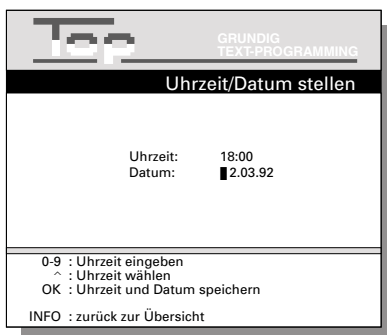 Top
GRUNDIG
TEXT-PROGRAMMING
Uhrzeit/Datum stellen
Uhrzeit: 18:00
Datum: 2.03.92
0-9 : Uhrzeit eingeben
^ : Uhrzeit wählen
OK : Uhrzeit und Datum speichern
INFO : zurück zur Übersicht